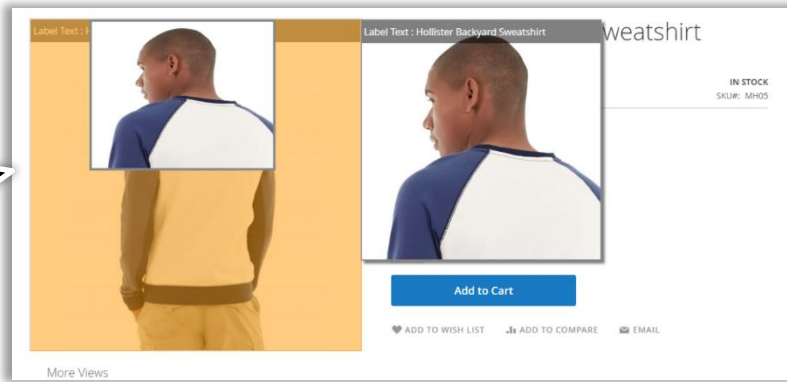 Label Text : H
Label Text : Hollister Backyard Sweatshirt
weatshirt
IN STOCK
SKU#: MH05
Add to Cart
ADD TO WISH LIST
ADD TO COMPARE
EMAIL
More Views